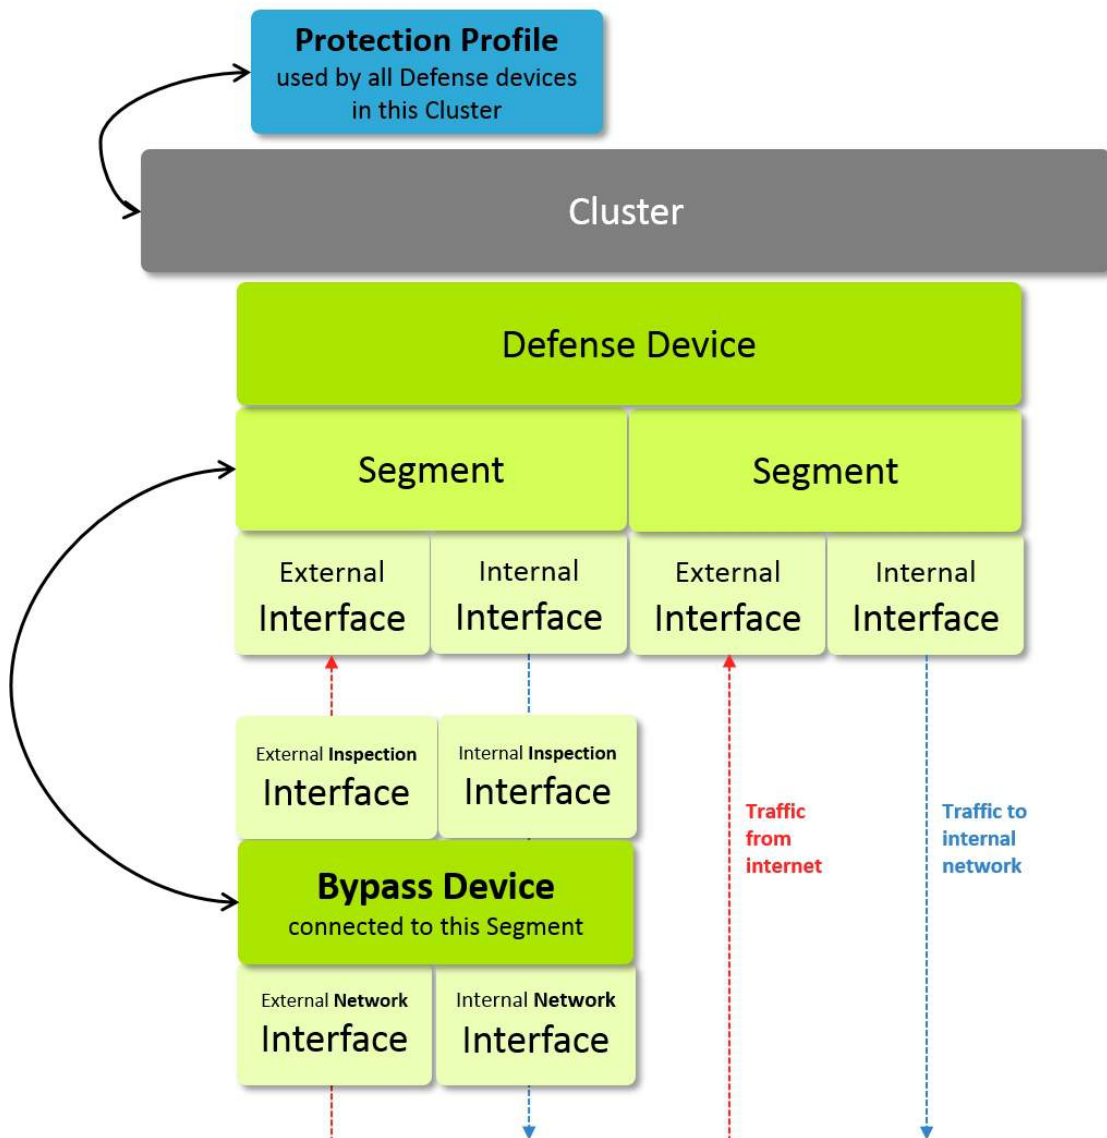 Protection Profile
used by all Defense devices
in this Cluster
Cluster
Defense Device
Segment
Segment
External
Interface
Internal
Interface
External
Interface
Internal
Interface
External Inspection
Interface
Internal Inspection
Interface
Traffic
from
internet
Traffic to
internal
network
Bypass Device
connected to this Segment
External Network
Interface
Internal Network
Interface